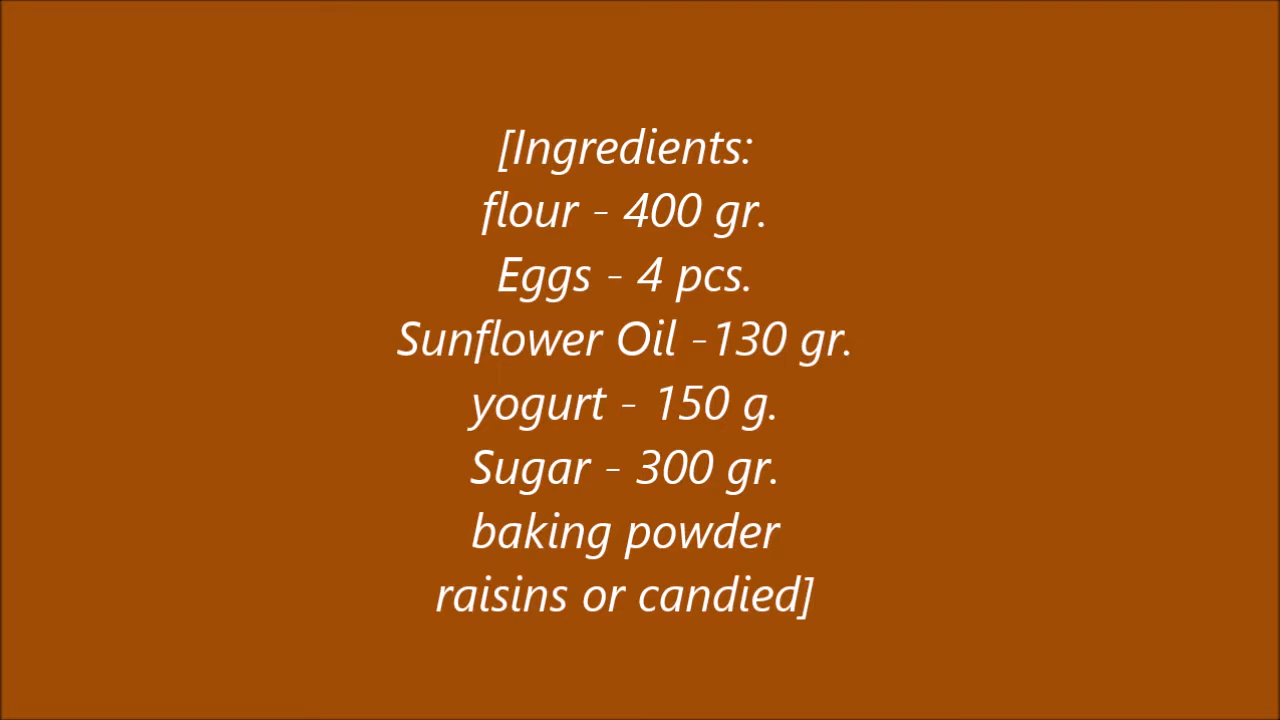 [Ingredients:
flour - 400 gr.
Eggs - 4 pcs.
Sunflower Oil -130 gr.
yogurt - 150 g.
Sugar - 300 gr.
baking powder
raisins or candied]